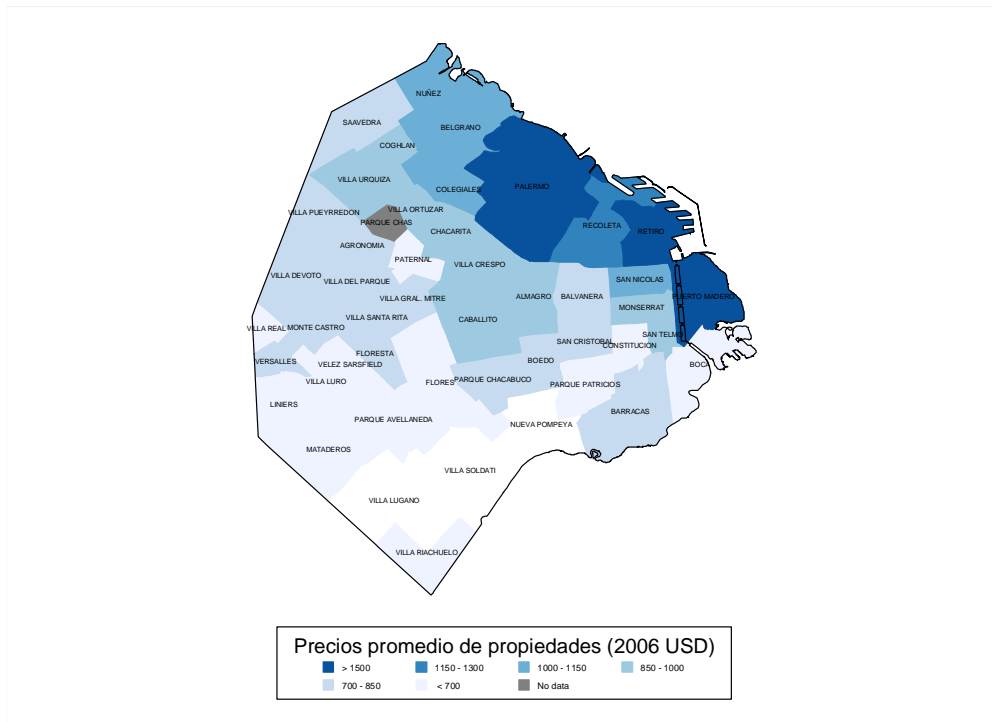 NUÑEZ
SAAVEDRA
BELGRANO
COGHLAN
VILLA URQUIZA
PALERMO
COLEGIALES
VILLA ORTUZAR
VILLA PUEYRREDON
PARQUE CHAS
RECOLETA
CHACARITA
RETIRO
AGRONOMIA
PATERNAL
VILLA CRESPO
VILLA DEVOTO
VILLA DEL PARQUE
SAN NICOLAS
VILLA GRAL. MITRE
ALMAGRO
BALVANERA
PUERTO MADERO
MONSERRAT
VILLA SANTA RITA
CABALLITO
VILLA REAL
MONTE CASTRO
SAN TELMO
SAN CRISTOBAL
CONSTITUCION
FLORESTA
VERSALLES
VELEZ SARSFIELD
BOEDO
BOCA
VILLA LURO
FLORES
PARQUE CHACABUCO
PARQUE PATRICIOS
LINIERS
PARQUE AVELLANEDA
BARRACAS
NUEVA POMPEYA
MATADEROS
VILLA SOLDATI
VILLA LUGANO
VILLA RIACHUELO
Precios promedio de propiedades (2006 USD)
> 1500
1150 - 1300
1000 - 1150
850 - 1000
700 - 850
< 700
No data